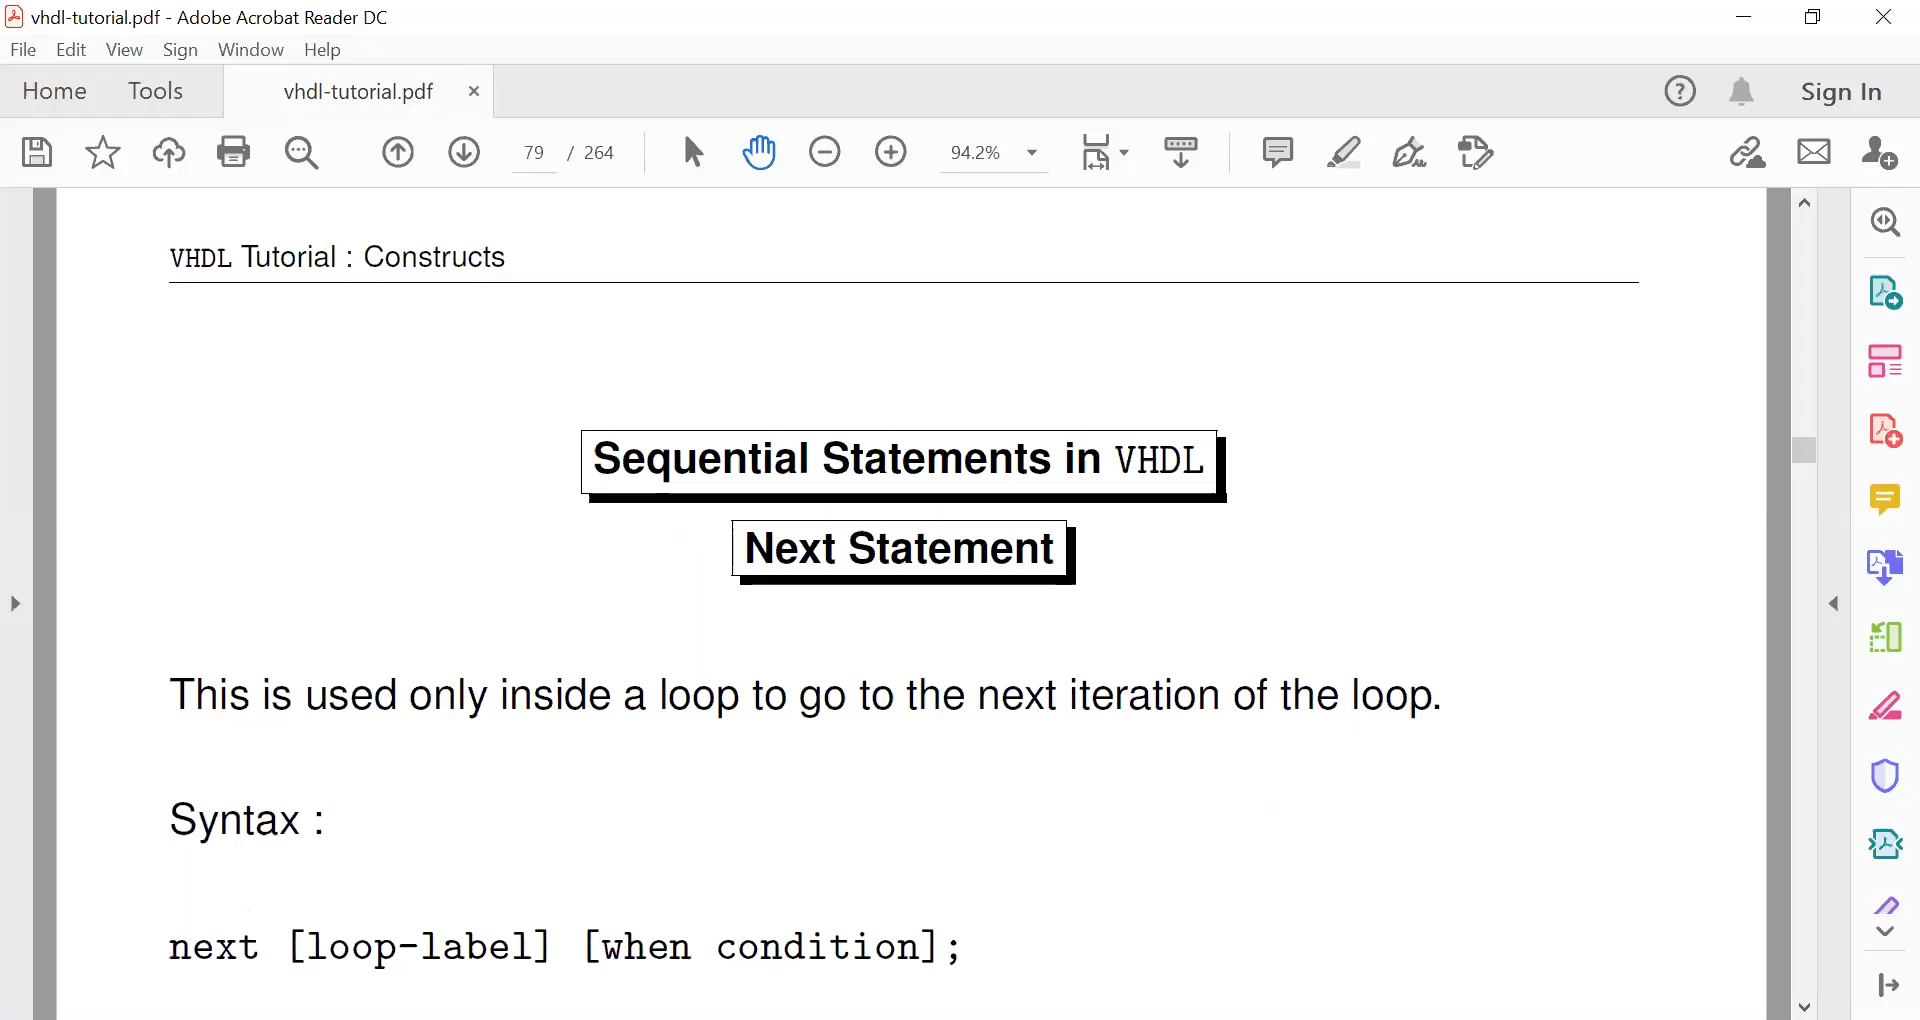 vhdl-tutorial.pdf - Adobe Acrobat Reader DC
File Edit View Sign Window Help
Home Tools vhdl-tutorial.pdf × Sign In
79 / 264 94.2%
VHDL Tutorial : Constructs
Sequential Statements in VHDL
Next Statement
This is used only inside a loop to go to the next iteration of the loop.
Syntax :
next [loop-label] [when condition];